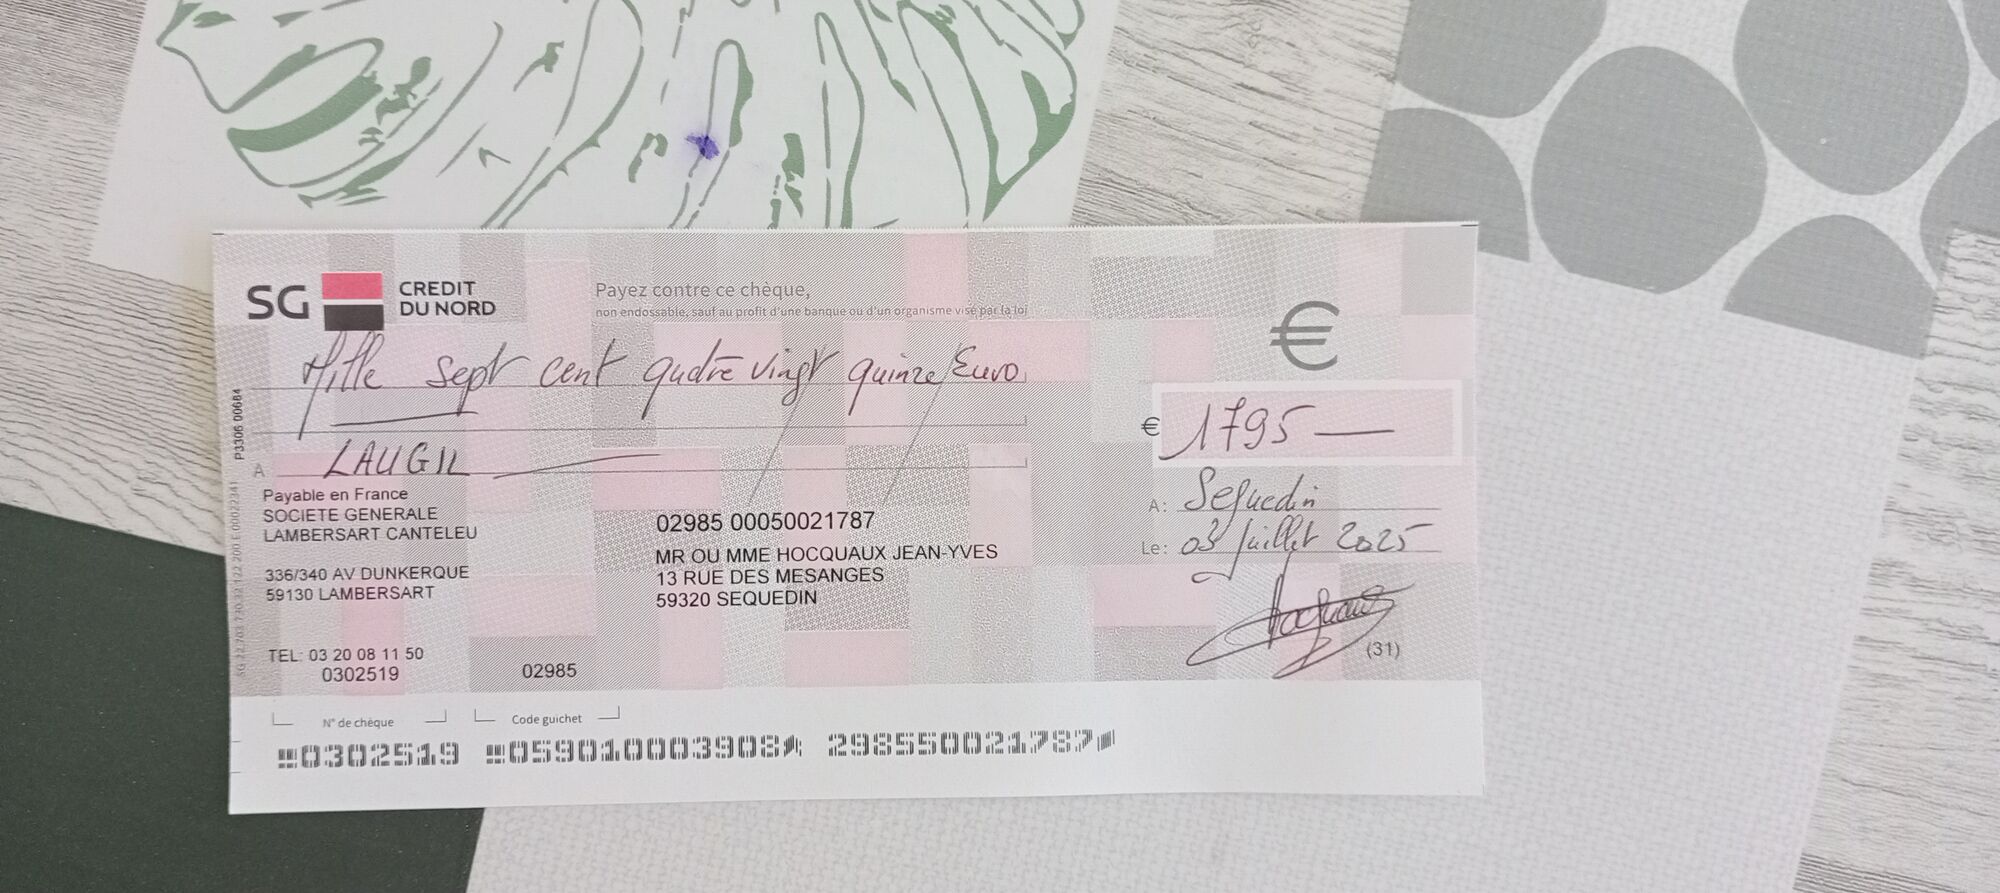 SG CREDIT DU NORD
Payez contre ce chèque,
non endossable, sauf au profit d'une banque ou d'un organisme visé par la loi
€
Mille sept cent quatre vingt quinze Euro
€ 1795
A LAUGIL
P3306 00684
Payable en France
SOCIETE GENERALE
LAMBERSART CANTELEU
336/340 AV DUNKERQUE
59130 LAMBERSART
TEL: 03 20 08 11 50
0302519
02985
02985 00050021787
MR OU MME HOCQUAUX JEAN-YVES
13 RUE DES MESANGES
59320 SEQUEDIN
A: Sequedin
Le: 03 Juillet 2025
(31)
N° de chèque
Code guichet
0302519 059010003908 298550021787